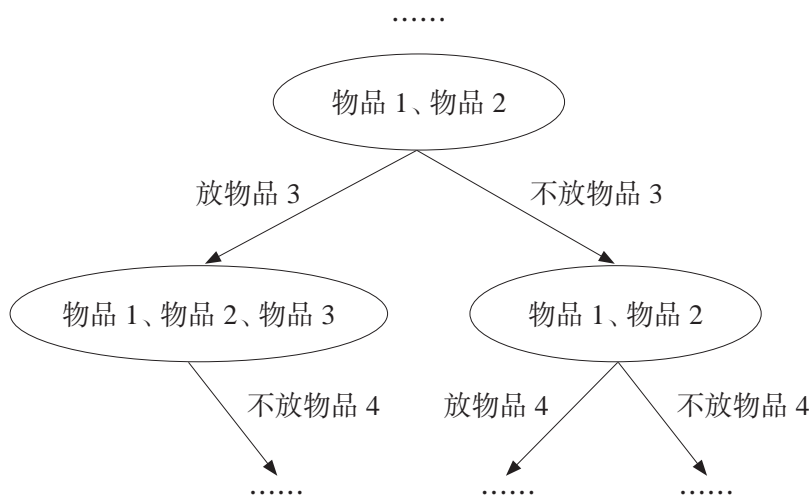 ……
物品 1、物品 2
放物品 3
不放物品 3
物品 1、物品 2、物品 3
物品 1、物品 2
不放物品 4
放物品 4
不放物品 4
……
……
……